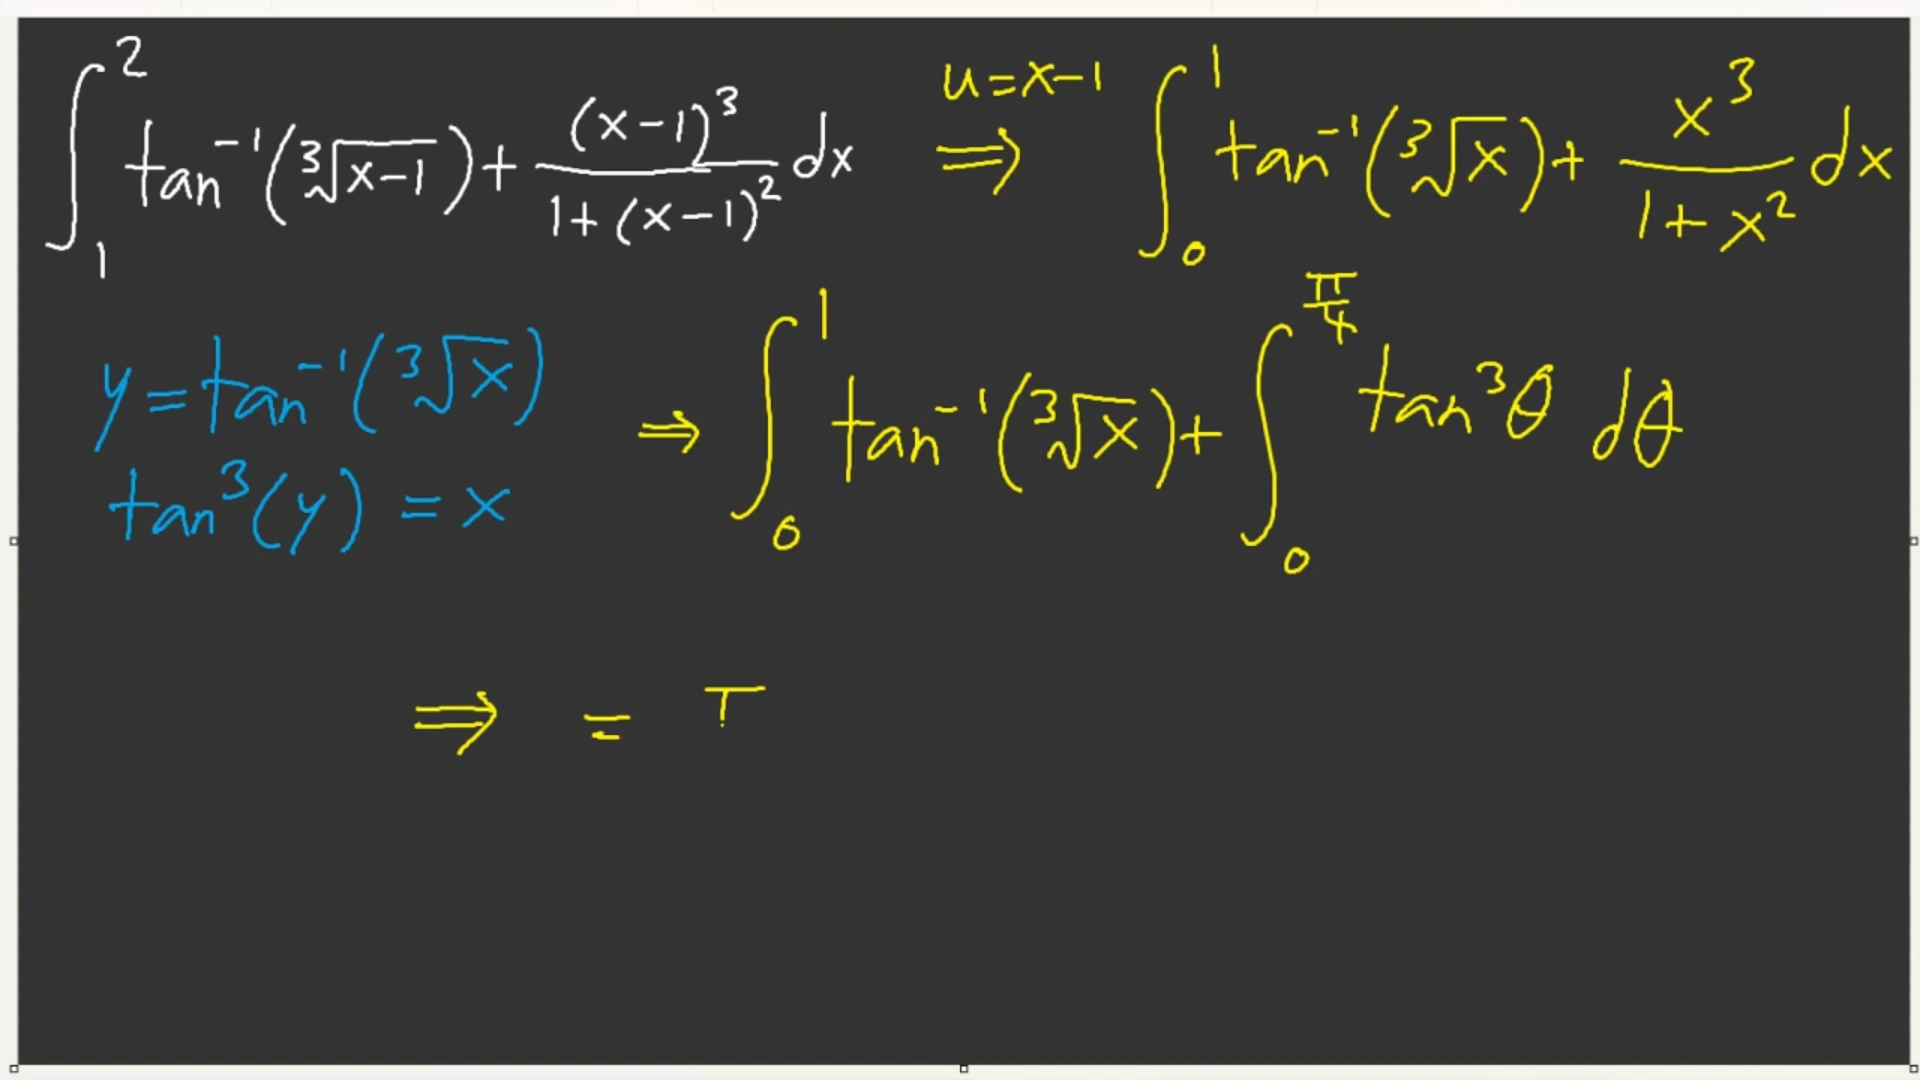 ∫₁² tan⁻¹(∛(x-1)) + (x-1)³/(1+(x-1)²) dx u=x-1 ⇒ ∫₀¹ tan⁻¹(∛x) + x³/(1+x²) dx
y=tan⁻¹(∛x)
tan³(y) = x
⇒ ∫₀¹ tan⁻¹(∛x) + ∫₀^(π/4) tan³θ dθ
⇒ =